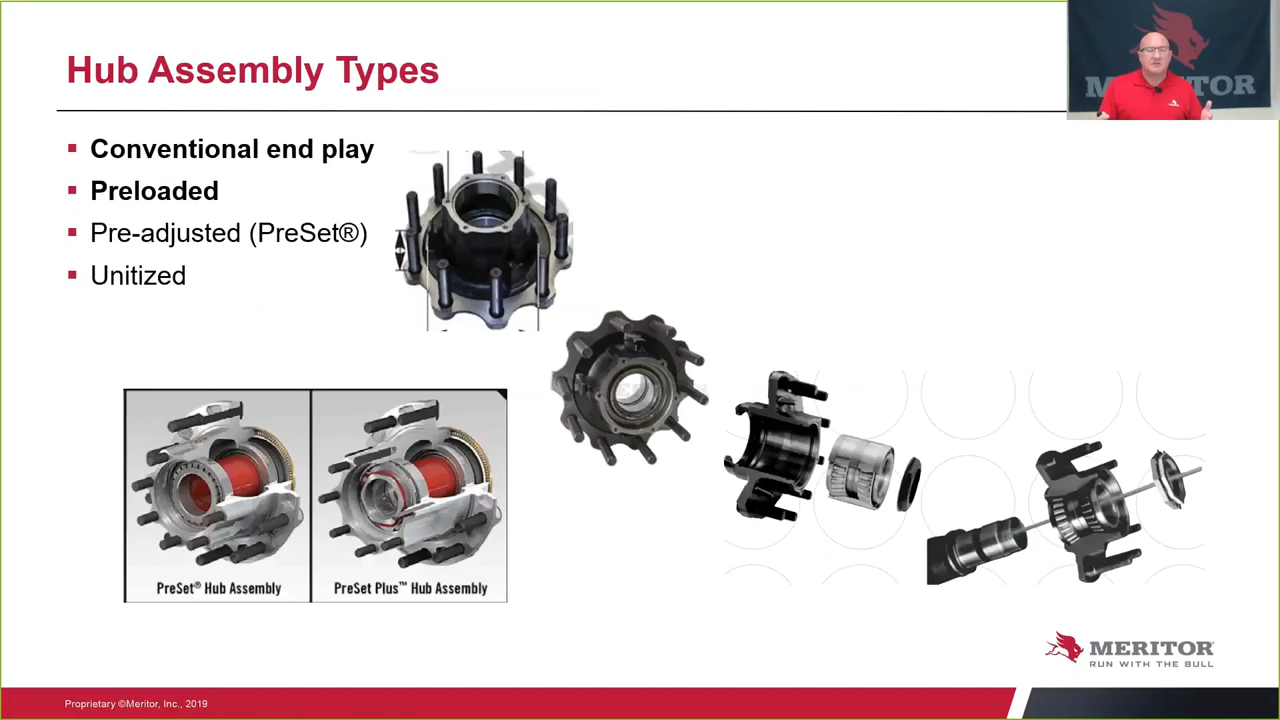 Hub Assembly Types
MERITOR
Conventional end play
Preloaded
Pre-adjusted (PreSet®)
Unitized
PreSet® Hub Assembly
PreSet Plus™ Hub Assembly
MERITOR
RUN WITH THE BULL
Proprietary ©Meritor, Inc., 2019